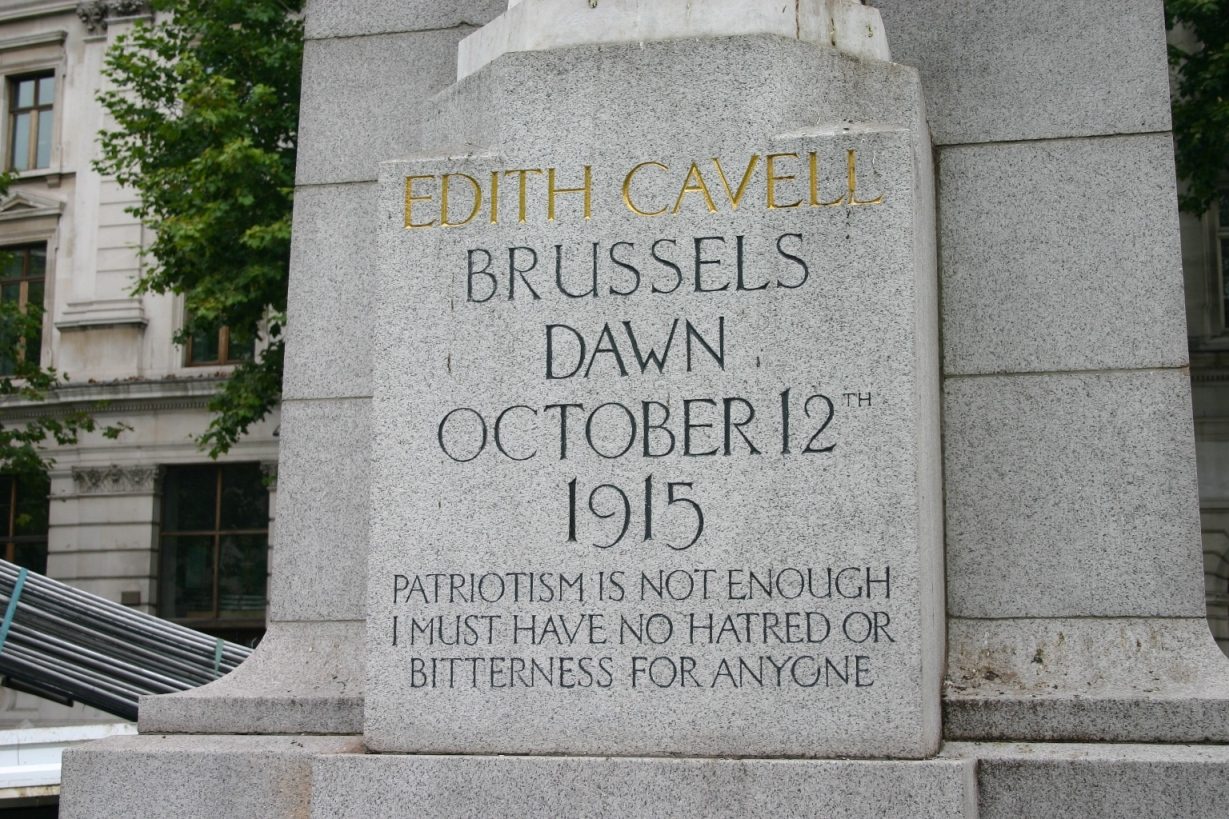 EDITH CAVELL
BRUSSELS
DAWN
OCTOBER 12TH
1915
PATRIOTISM IS NOT ENOUGH
I MUST HAVE NO HATRED OR
BITTERNESS FOR ANYONE